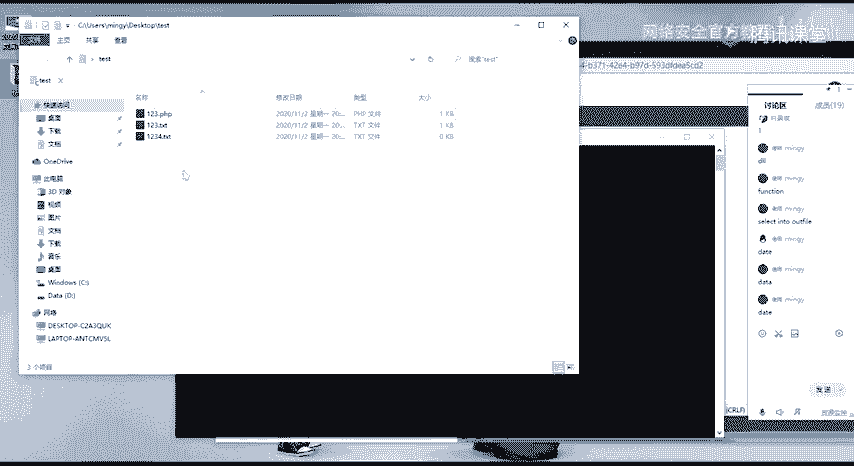 C:\Users\mingy\Desktop\test
网络安全官方
腾讯课堂
主页 共享 查看
test
搜索"test"
4-b371-42e4-b97d-593dfdea5cd2
test
讨论区 成员(19)
名称 修改日期 类型 大小
快速访问
桌面
下载
文档
OneDrive
此电脑
3D 对象
视频
图片
文档
下载
音乐
桌面
Windows (C:)
Data (D:)
网络
DESKTOP-C2A3QUK
LAPTOP-ANTCMVSL
3 个项目
123.php 2020/11/2 星期一 20:... PHP 文件 1 KB
123.txt 2020/11/2 星期一 20:... TXT 文件 1 KB
1234.txt 2020/11/2 星期一 20:... TXT 文件 0 KB
1
mingy
dll
mingy
function
mingy
select into outfile
mingy
date
mingy
data
mingy
date
发送
(CRLF)